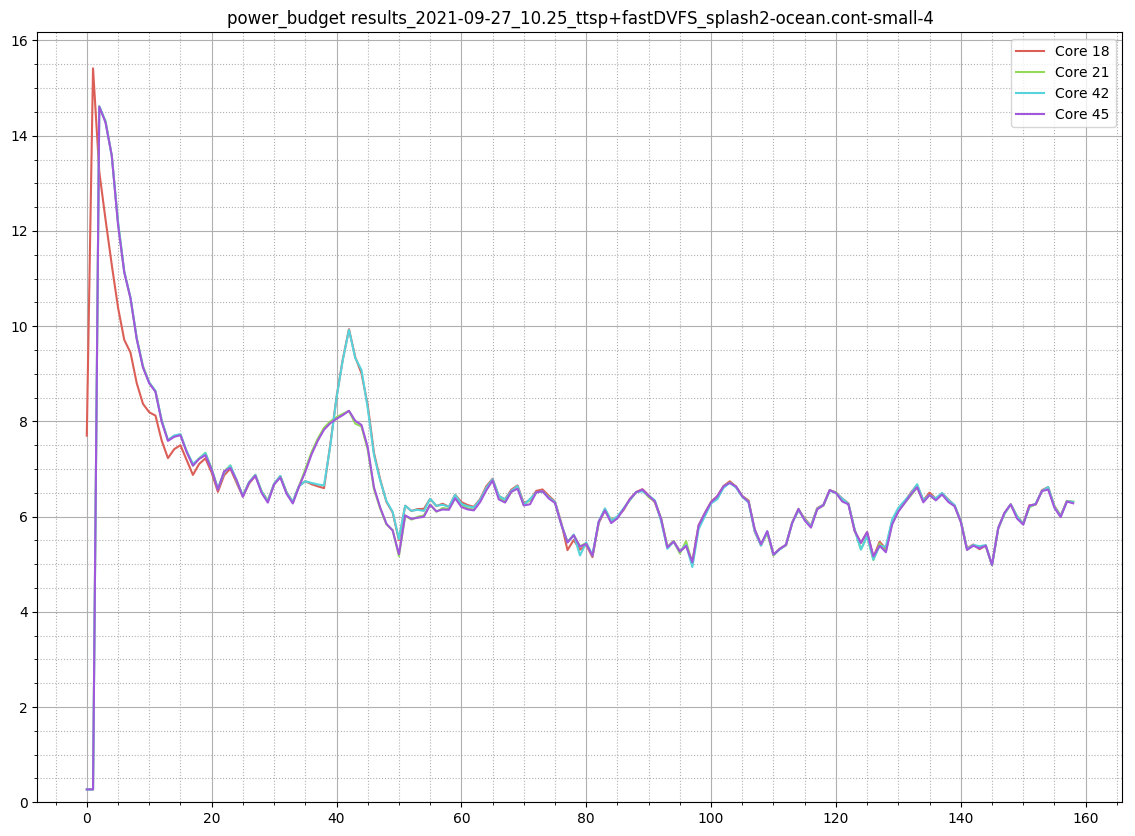 power_budget results_2021-09-27_10.25_ttsp+fastDVFS_splash2-ocean.cont-small-4
16
14
12
10
8
6
4
2
0
Core 18
Core 21
Core 42
Core 45
0 20 40 60 80 100 120 140 160